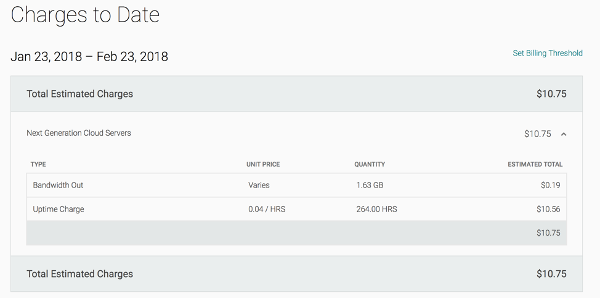 Charges to Date
Jan 23, 2018 – Feb 23, 2018 Set Billing Threshold
Total Estimated Charges $10.75
Next Generation Cloud Servers $10.75
TYPE UNIT PRICE QUANTITY ESTIMATED TOTAL
Bandwidth Out Varies 1.63 GB $0.19
Uptime Charge 0.04 / HRS 264.00 HRS $10.56
$10.75
Total Estimated Charges $10.75